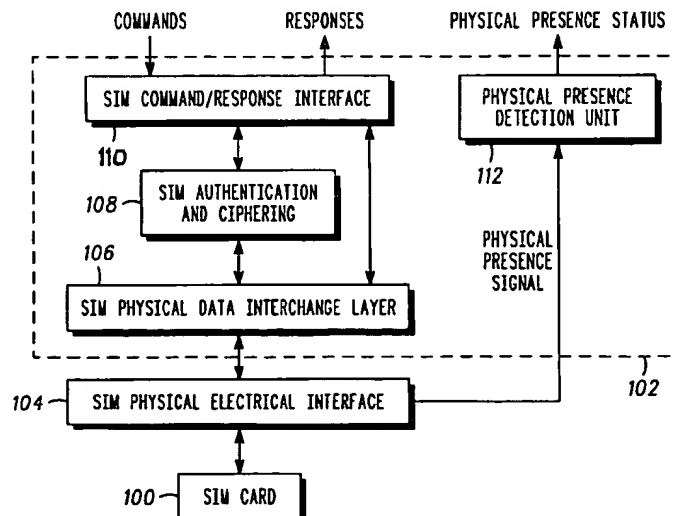 COMMANDS
RESPONSES
PHYSICAL PRESENCE STATUS
SIM COMMAND/RESPONSE INTERFACE
110
PHYSICAL PRESENCE
DETECTION UNIT
112
SIM AUTHENTICATION
AND CIPHERING
108
PHYSICAL
PRESENCE
SIGNAL
106
SIM PHYSICAL DATA INTERCHANGE LAYER
102
104
SIM PHYSICAL ELECTRICAL INTERFACE
100
SIM CARD